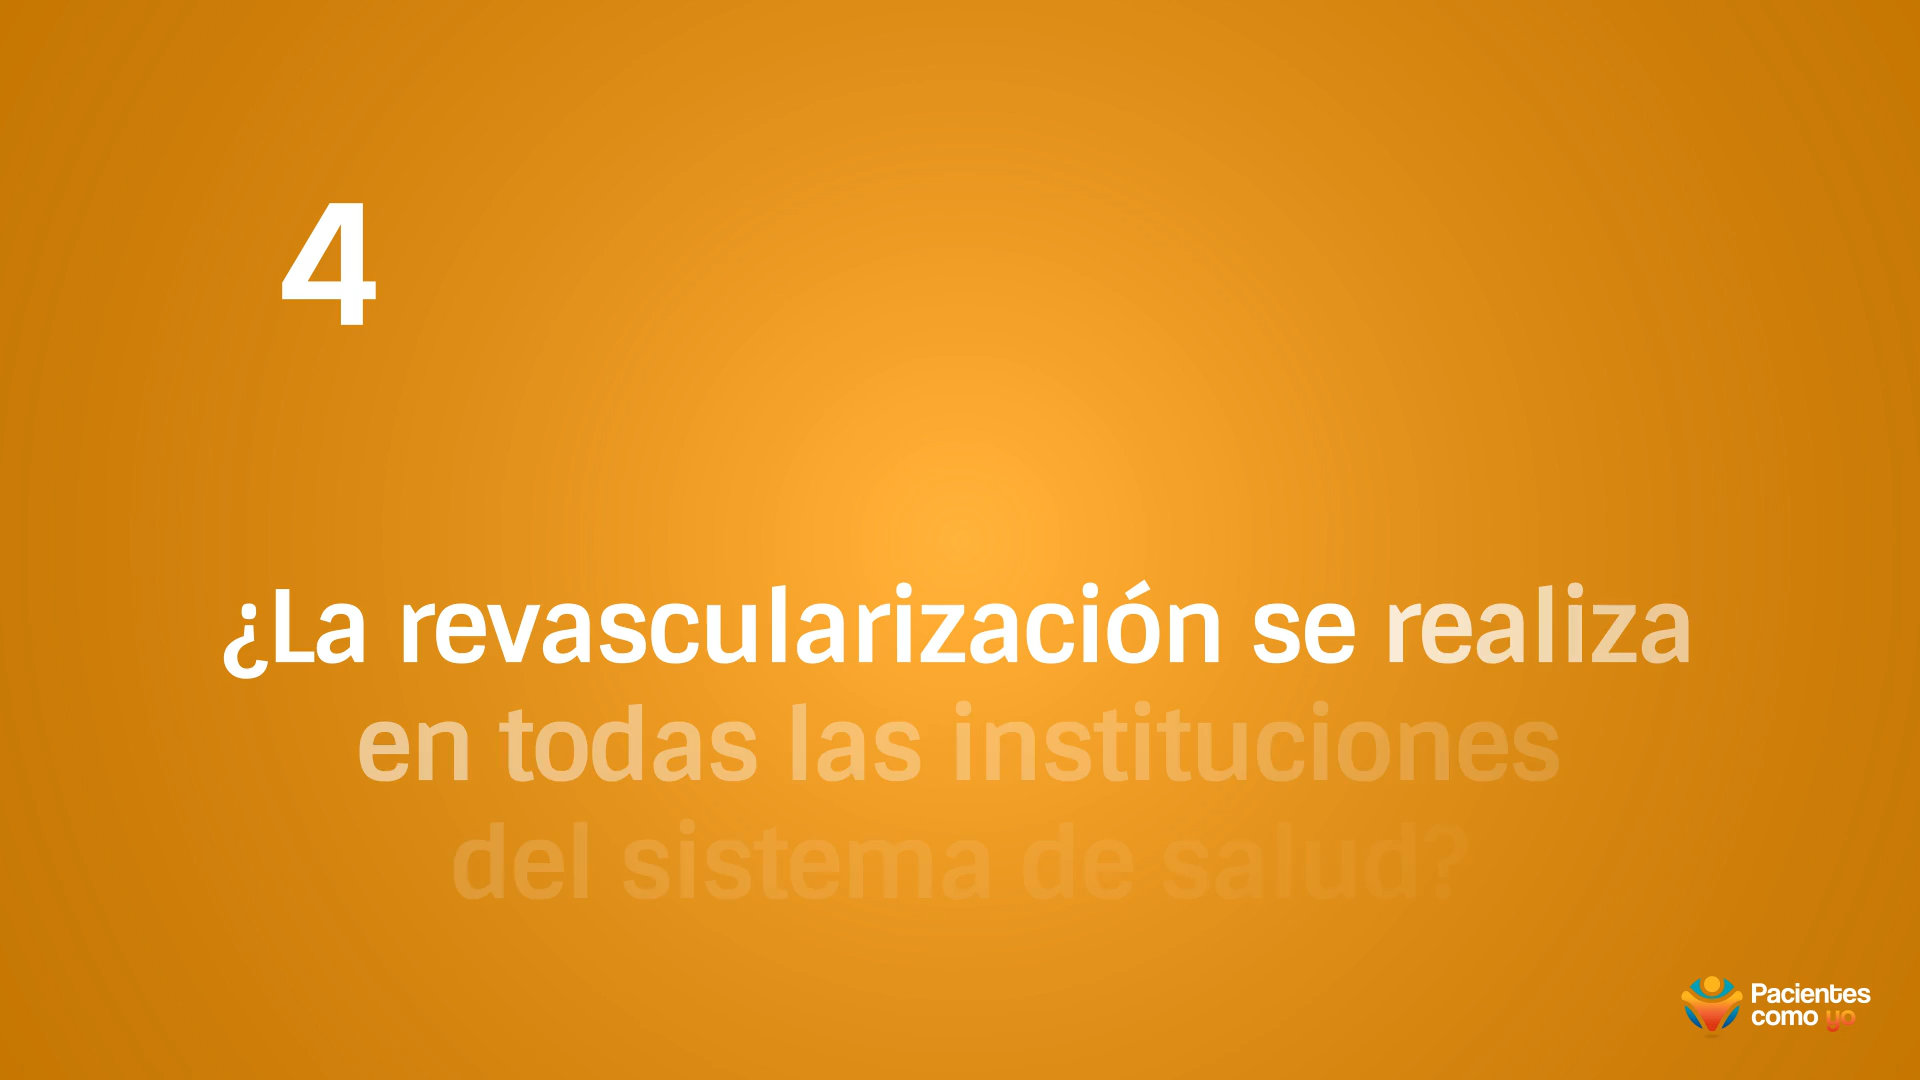 4
¿La revascularización se realiza
en todas las instituciones
del sistema de salud?
Pacientes
como yo